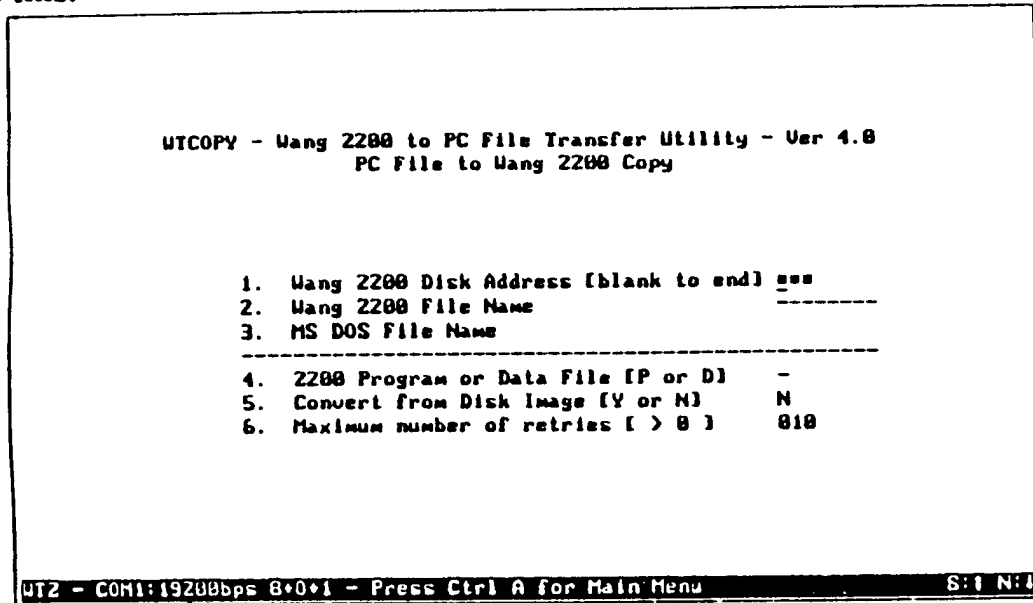 WTCOPY - Wang 2200 to PC File Transfer Utility - Ver 4.0
PC File to Wang 2200 Copy
1. Wang 2200 Disk Address [blank to end] ***
2. Wang 2200 File Name --------
3. MS DOS File Name
4. 2200 Program or Data File [P or D] -
5. Convert from Disk Image [Y or N] N
6. Maximum number of retries [ > 0 ] 010
WT2 - COM1:19200bps 8+O+1 - Press Ctrl A for Main Menu S:1 N:1